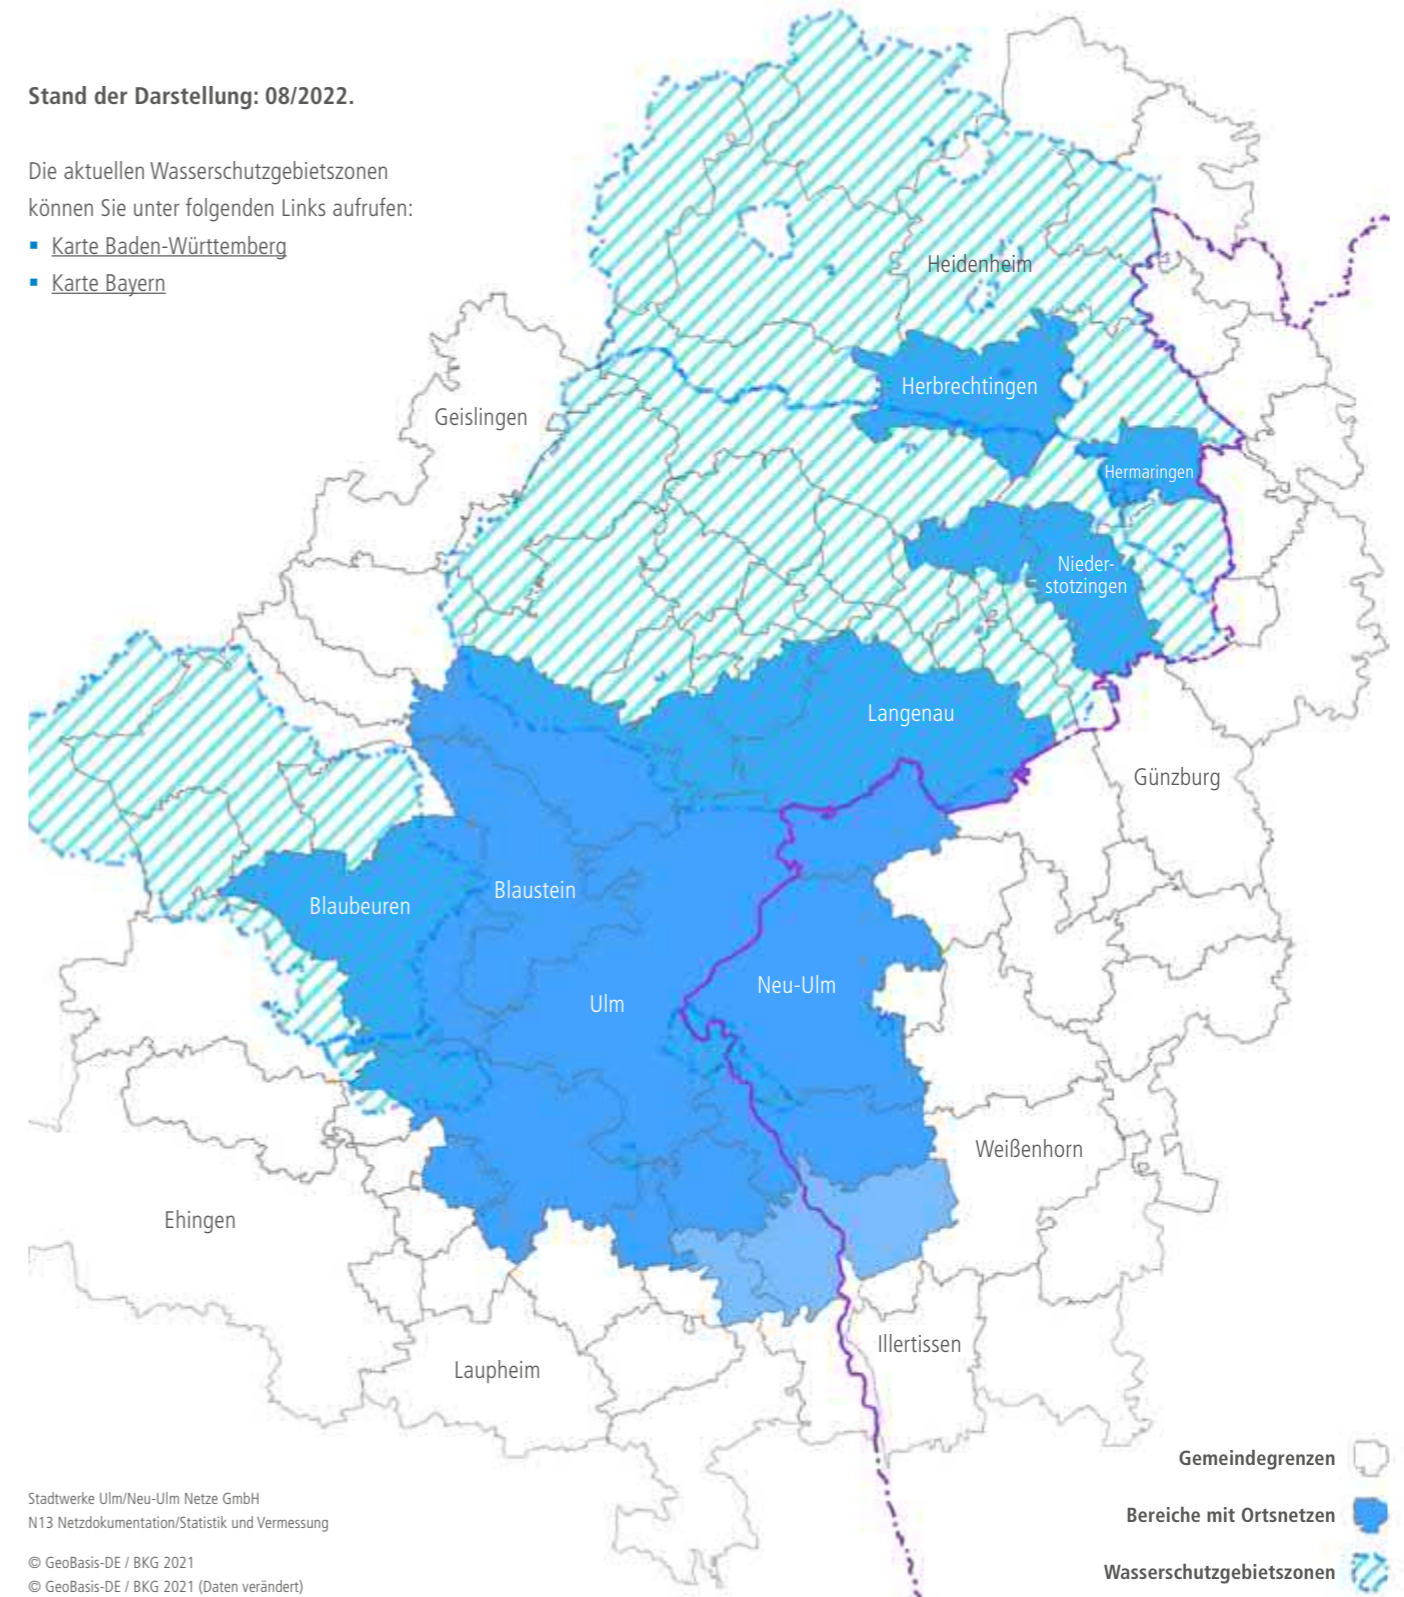 Stand der Darstellung: 08/2022.
Die aktuellen Wasserschutzgebietszonen
können Sie unter folgenden Links aufrufen:
▪ Karte Baden-Württemberg
▪ Karte Bayern
Heidenheim
Herbrechtingen
Geislingen
Hermaringen
Nieder-
stotzingen
Langenau
Günzburg
Blaustein
Blaubeuren
Neu-Ulm
Ulm
Weißenhorn
Ehingen
Illertissen
Laupheim
Gemeindegrenzen
Bereiche mit Ortsnetzen
Wasserschutzgebietszonen
Stadtwerke Ulm/Neu-Ulm Netze GmbH
N13 Netzdokumentation/Statistik und Vermessung
© GeoBasis-DE / BKG 2021
© GeoBasis-DE / BKG 2021 (Daten verändert)